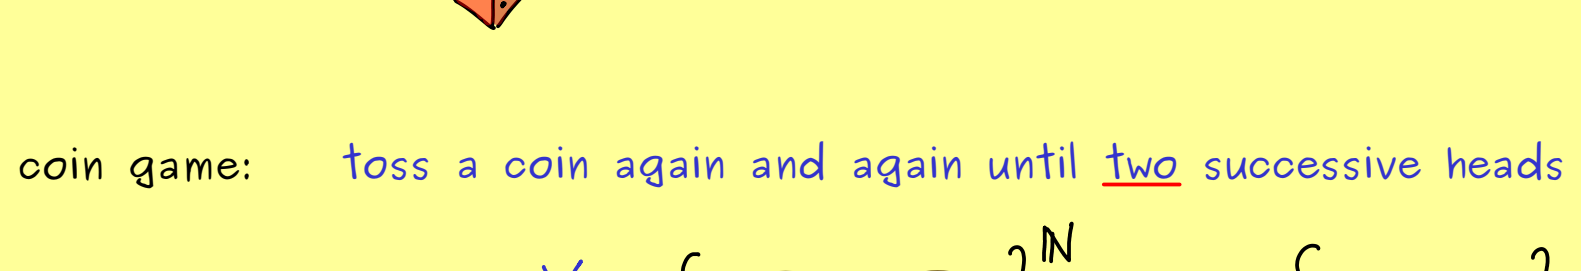 coin game: toss a coin again and again until two successive heads
ℕ